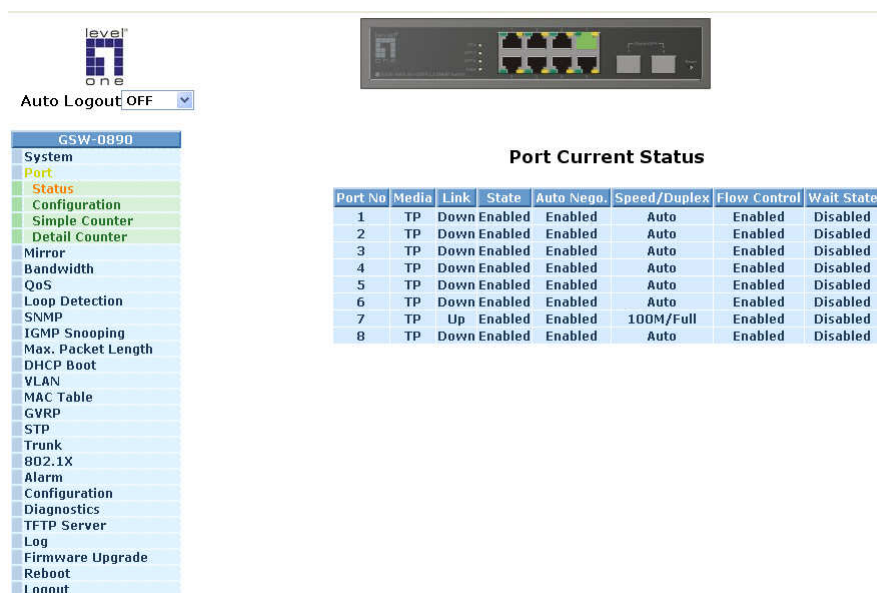 level
one
Auto Logout OFF
GSW-0890
System
Port
Status
Configuration
Simple Counter
Detail Counter
Mirror
Bandwidth
QoS
Loop Detection
SNMP
IGMP Snooping
Max. Packet Length
DHCP Boot
VLAN
MAC Table
GVRP
STP
Trunk
802.1X
Alarm
Configuration
Diagnostics
TFTP Server
Log
Firmware Upgrade
Reboot
Logout
Port Current Status
Port No Media Link State Auto Nego. Speed/Duplex Flow Control Wait State
1 TP Down Enabled Enabled Auto Enabled Disabled
2 TP Down Enabled Enabled Auto Enabled Disabled
3 TP Down Enabled Enabled Auto Enabled Disabled
4 TP Down Enabled Enabled Auto Enabled Disabled
5 TP Down Enabled Enabled Auto Enabled Disabled
6 TP Down Enabled Enabled Auto Enabled Disabled
7 TP Up Enabled Enabled 100M/Full Enabled Disabled
8 TP Down Enabled Enabled Auto Enabled Disabled